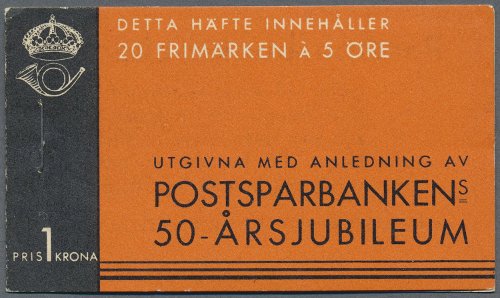 DETTA HÄFTE INNEHÅLLER
20 FRIMÄRKEN À 5 ÖRE
UTGIVNA MED ANLEDNING AV
POSTSPARBANKENS
50-ÅRSJUBILEUM
PRIS 1 KRONA